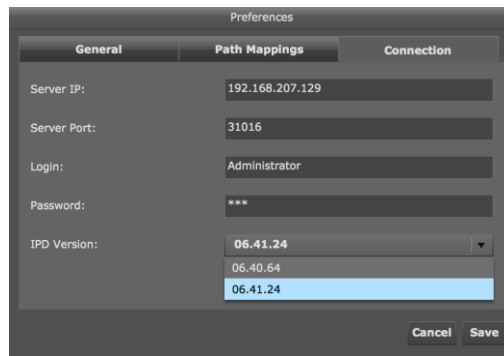 Preferences
General Path Mappings Connection
Server IP: 192.168.207.129
Server Port: 31016
Login: Administrator
Password: ***
IPD Version: 06.41.24
06.40.64
06.41.24
Cancel Save